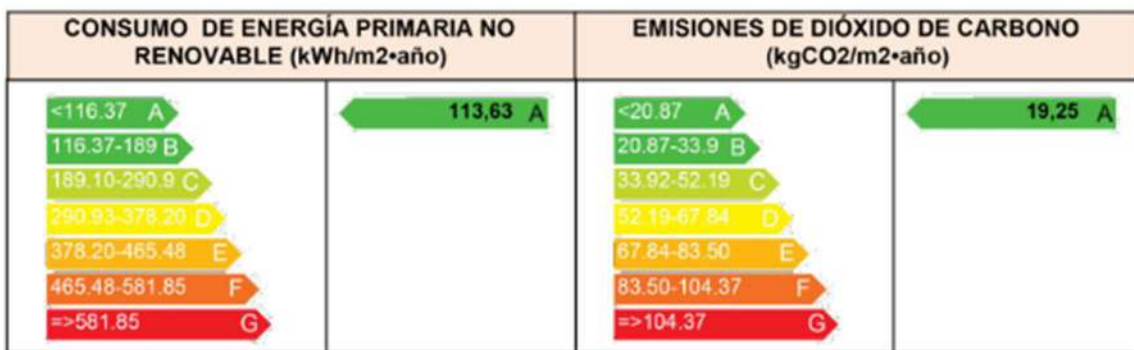 CONSUMO DE ENERGÍA PRIMARIA NO
RENOVABLE (kWh/m2•año)
EMISIONES DE DIÓXIDO DE CARBONO
(kgCO2/m2•año)
<116.37 A
116.37-189 B
189.10-290.9 C
290.93-378.20 D
378.20-465.48 E
465.48-581.85 F
=>581.85 G
113,63 A
<20.87 A
20.87-33.9 B
33.92-52.19 C
52.19-67.84 D
67.84-83.50 E
83.50-104.37 F
=>104.37 G
19,25 A